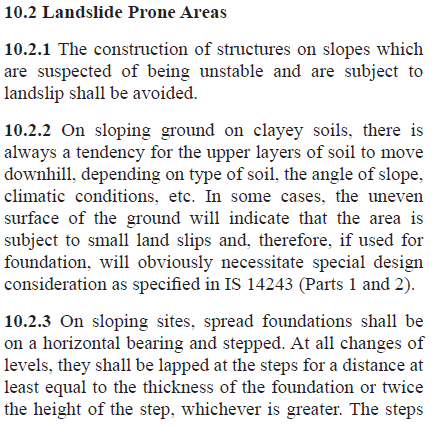 10.2 Landslide Prone Areas
10.2.1 The construction of structures on slopes which
are suspected of being unstable and are subject to
landslip shall be avoided.
10.2.2 On sloping ground on clayey soils, there is
always a tendency for the upper layers of soil to move
downhill, depending on type of soil, the angle of slope,
climatic conditions, etc. In some cases, the uneven
surface of the ground will indicate that the area is
subject to small land slips and, therefore, if used for
foundation, will obviously necessitate special design
consideration as specified in IS 14243 (Parts 1 and 2).
10.2.3 On sloping sites, spread foundations shall be
on a horizontal bearing and stepped. At all changes of
levels, they shall be lapped at the steps for a distance at
least equal to the thickness of the foundation or twice
the height of the step, whichever is greater. The steps